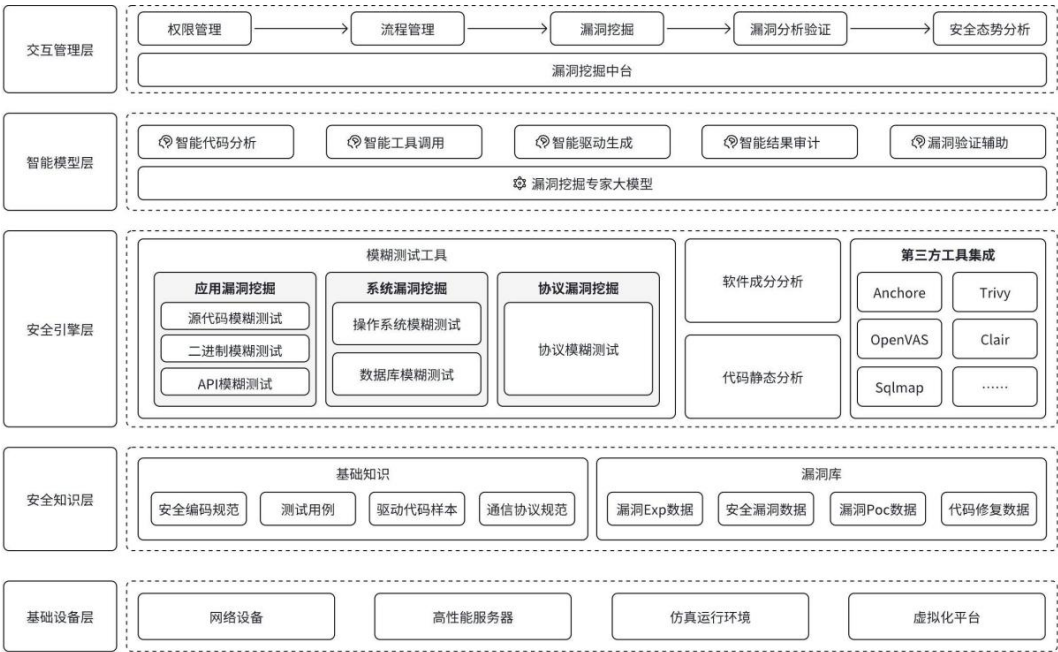 交互管理层
权限管理
流程管理
漏洞挖掘
漏洞分析验证
安全态势分析
漏洞挖掘中台
智能模型层
智能代码分析
智能工具调用
智能驱动生成
智能结果审计
漏洞验证辅助
漏洞挖掘专家大模型
安全引擎层
模糊测试工具
应用漏洞挖掘
源代码模糊测试
二进制模糊测试
API模糊测试
系统漏洞挖掘
操作系统模糊测试
数据库模糊测试
协议漏洞挖掘
协议模糊测试
软件成分分析
代码静态分析
第三方工具集成
Anchore
Trivy
OpenVAS
Clair
Sqlmap
……
安全知识层
基础知识
安全编码规范
测试用例
驱动代码样本
通信协议规范
漏洞库
漏洞Exp数据
安全漏洞数据
漏洞Poc数据
代码修复数据
基础设备层
网络设备
高性能服务器
仿真运行环境
虚拟化平台